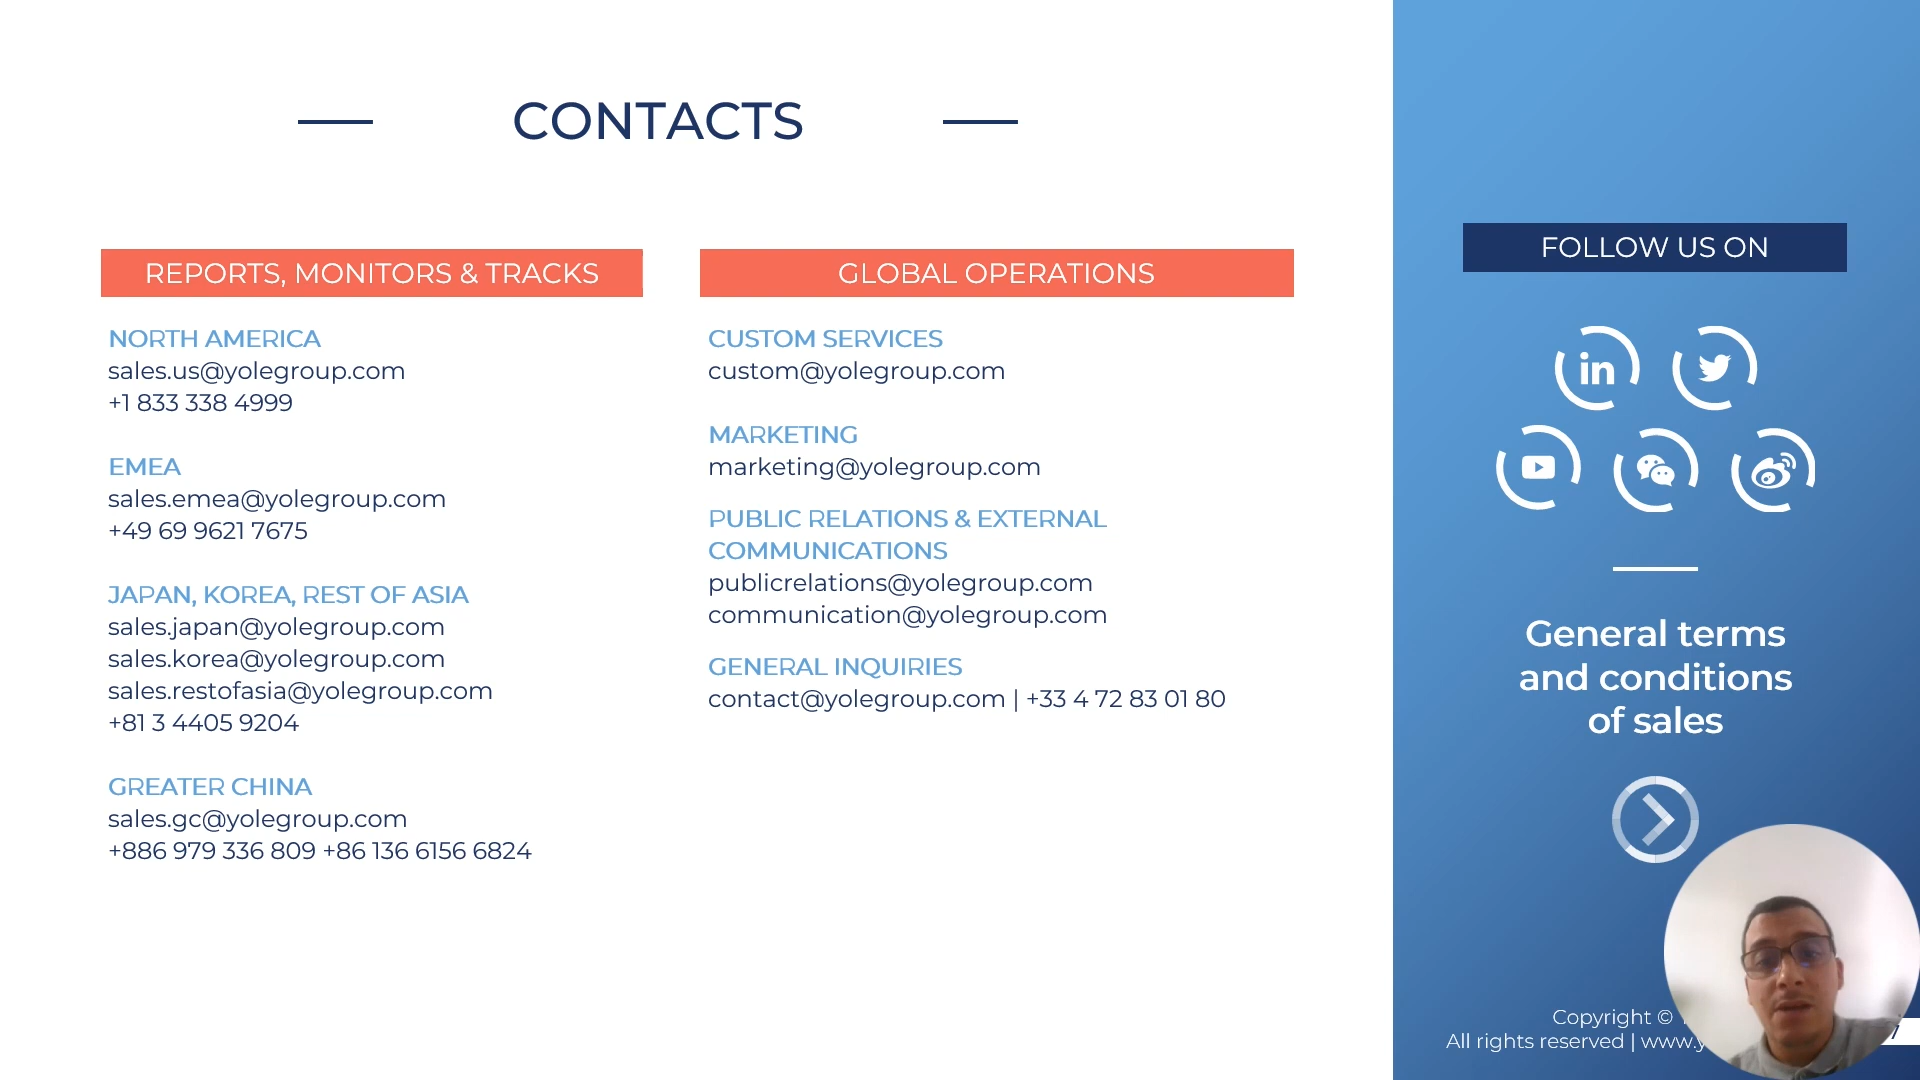 CONTACTS
REPORTS, MONITORS & TRACKS
NORTH AMERICA
sales.us@yolegroup.com
+1 833 338 4999
EMEA
sales.emea@yolegroup.com
+49 69 9621 7675
JAPAN, KOREA, REST OF ASIA
sales.japan@yolegroup.com
sales.korea@yolegroup.com
sales.restofasia@yolegroup.com
+81 3 4405 9204
GREATER CHINA
sales.gc@yolegroup.com
+886 979 336 809 +86 136 6156 6824
GLOBAL OPERATIONS
CUSTOM SERVICES
custom@yolegroup.com
MARKETING
marketing@yolegroup.com
PUBLIC RELATIONS & EXTERNAL
COMMUNICATIONS
publicrelations@yolegroup.com
communication@yolegroup.com
GENERAL INQUIRIES
contact@yolegroup.com | +33 4 72 83 01 80
FOLLOW US ON
in
General terms
and conditions
of sales
Copyright ©
All rights reserved |